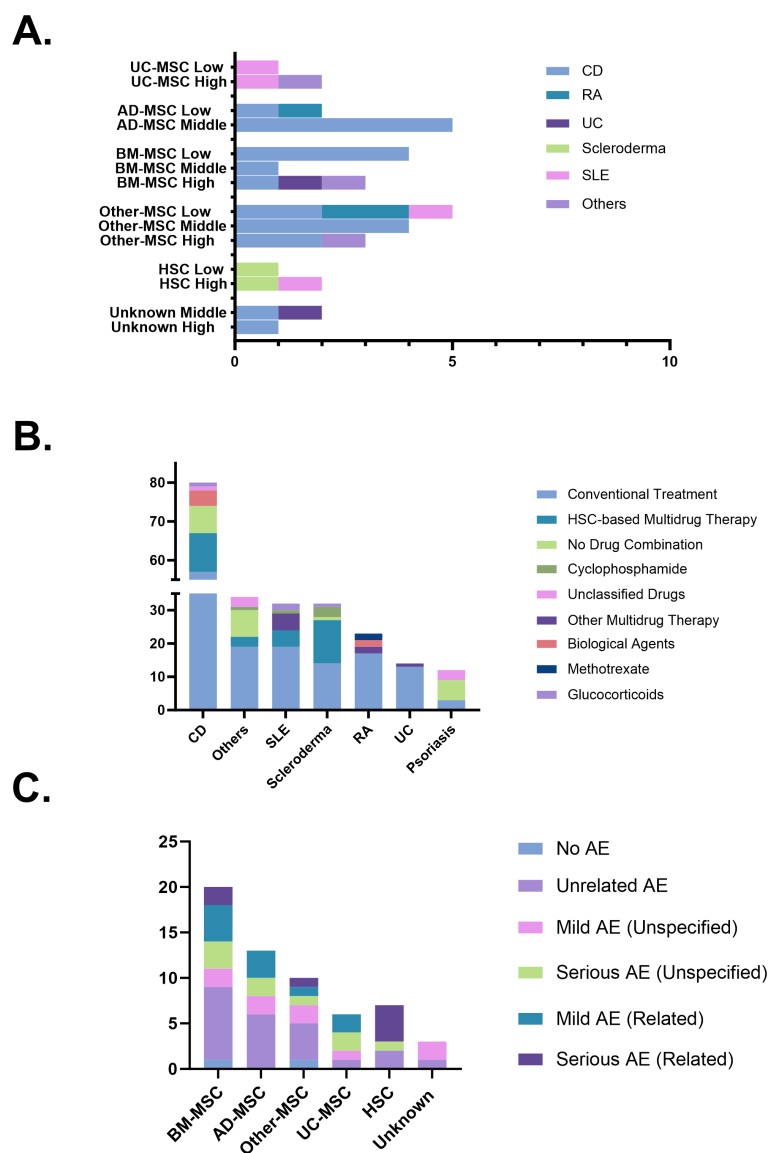 A.
UC-MSC Low
UC-MSC High
AD-MSC Low
AD-MSC Middle
BM-MSC Low
BM-MSC Middle
BM-MSC High
Other-MSC Low
Other-MSC Middle
Other-MSC High
HSC Low
HSC High
Unknown Middle
Unknown High
0 5 10
CD
RA
UC
Scleroderma
SLE
Others
B.
80
70
60
30
20
10
0
CD Others SLE Scleroderma RA UC Psoriasis
Conventional Treatment
HSC-based Multidrug Therapy
No Drug Combination
Cyclophosphamide
Unclassified Drugs
Other Multidrug Therapy
Biological Agents
Methotrexate
Glucocorticoids
C.
25
20
15
10
5
0
BM-MSC AD-MSC Other-MSC UC-MSC HSC Unknown
No AE
Unrelated AE
Mild AE (Unspecified)
Serious AE (Unspecified)
Mild AE (Related)
Serious AE (Related)